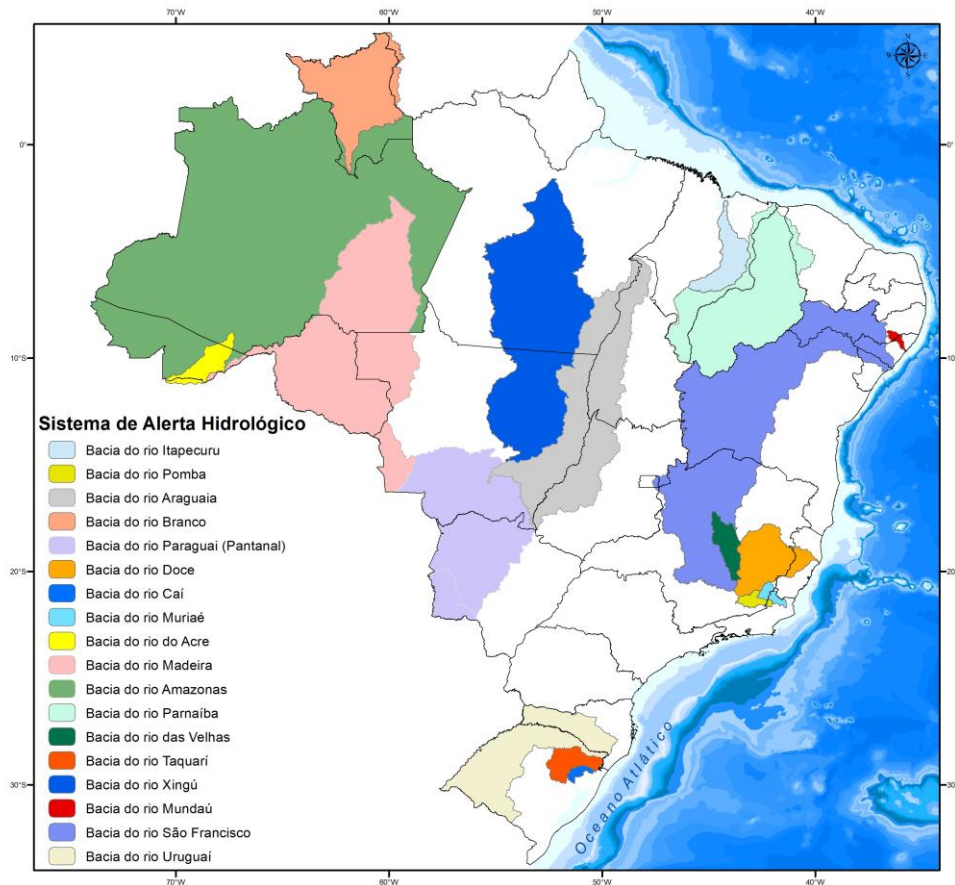 70°W 60°W 50°W 40°W
N
W E
S
0°
10°S
20°S
30°S
0°
10°S
20°S
30°S
Sistema de Alerta Hidrológico
Bacia do rio Itapecuru
Bacia do rio Pomba
Bacia do rio Araguaia
Bacia do rio Branco
Bacia do rio Paraguai (Pantanal)
Bacia do rio Doce
Bacia do rio Caí
Bacia do rio Muriaé
Bacia do rio do Acre
Bacia do rio Madeira
Bacia do rio Amazonas
Bacia do rio Parnaíba
Bacia do rio das Velhas
Bacia do rio Taquarí
Bacia do rio Xingú
Bacia do rio Mundaú
Bacia do rio São Francisco
Bacia do rio Uruguaí
Oceano Atlático
70°W 60°W 50°W 40°W